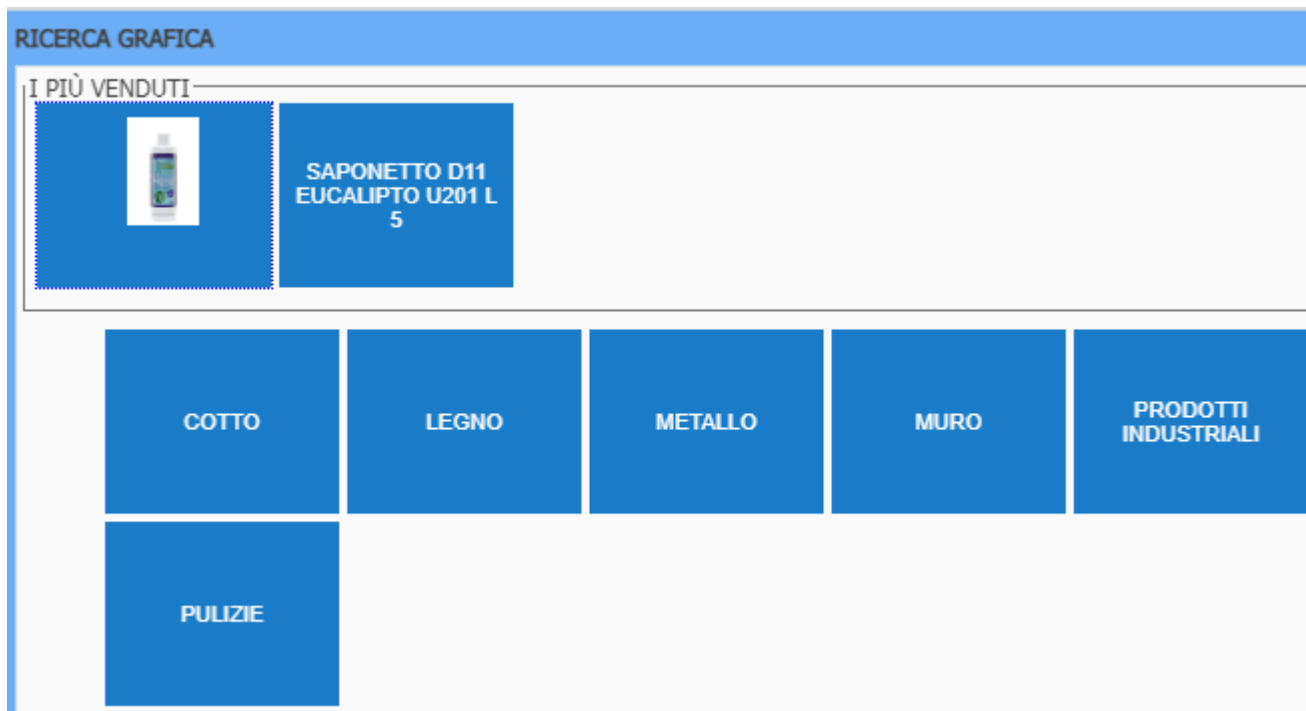 RICERCA GRAFICA
I PIÙ VENDUTI
SAPONETTO D11
EUCALIPTO U201 L
5
COTTO
LEGNO
METALLO
MURO
PRODOTTI
INDUSTRIALI
PULIZIE